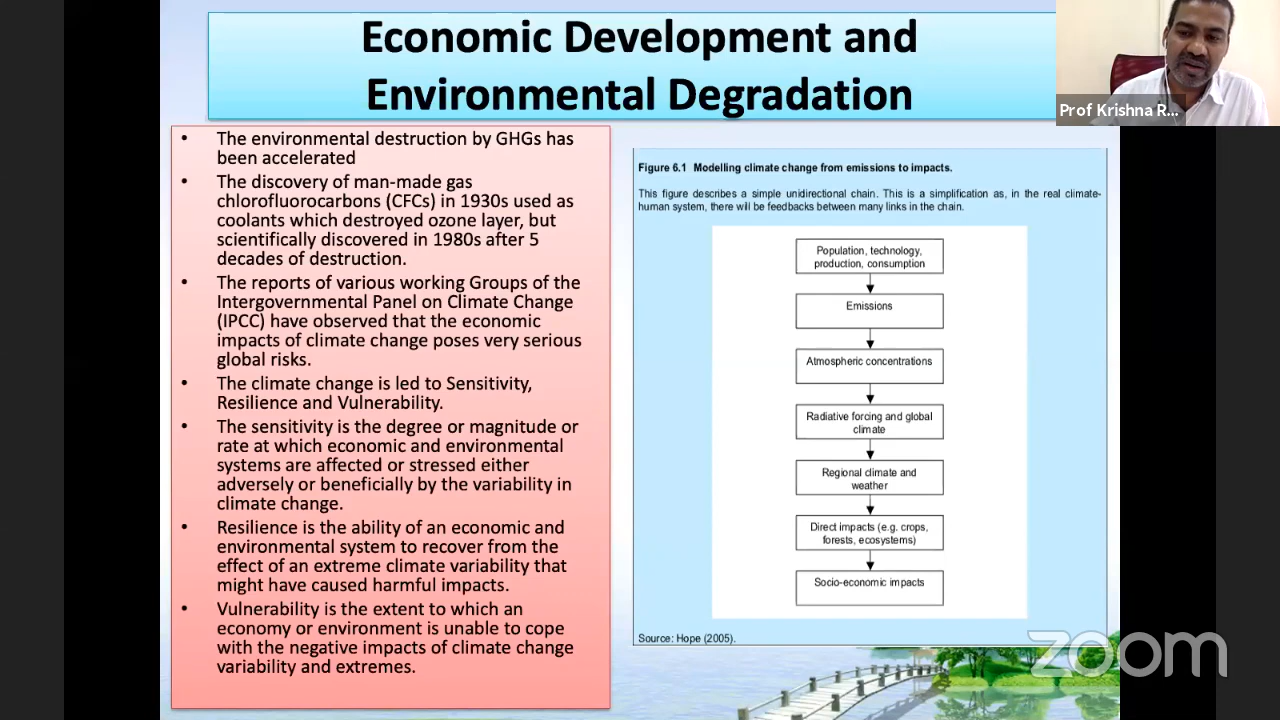 Economic Development and
Environmental Degradation
Prof Krishna R...
• The environmental destruction by GHGs has
been accelerated
• The discovery of man-made gas
chlorofluorocarbons (CFCs) in 1930s used as
coolants which destroyed ozone layer, but
scientifically discovered in 1980s after 5
decades of destruction.
• The reports of various working Groups of the
Intergovernmental Panel on Climate Change
(IPCC) have observed that the economic
impacts of climate change poses very serious
global risks.
• The climate change is led to Sensitivity,
Resilience and Vulnerability.
• The sensitivity is the degree or magnitude or
rate at which economic and environmental
systems are affected or stressed either
adversely or beneficially by the variability in
climate change.
• Resilience is the ability of an economic and
environmental system to recover from the
effect of an extreme climate variability that
might have caused harmful impacts.
• Vulnerability is the extent to which an
economy or environment is unable to cope
with the negative impacts of climate change
variability and extremes.
Figure 6.1 Modelling climate change from emissions to impacts.
This figure describes a simple unidirectional chain. This is a simplification as, in the real climate-
human system, there will be feedbacks between many links in the chain.
Population, technology,
production, consumption
Emissions
Atmospheric concentrations
Radiative forcing and global
climate
Regional climate and
weather
Direct impacts (e.g. crops,
forests, ecosystems)
Socio-economic impacts
Source: Hope (2005).
zoom